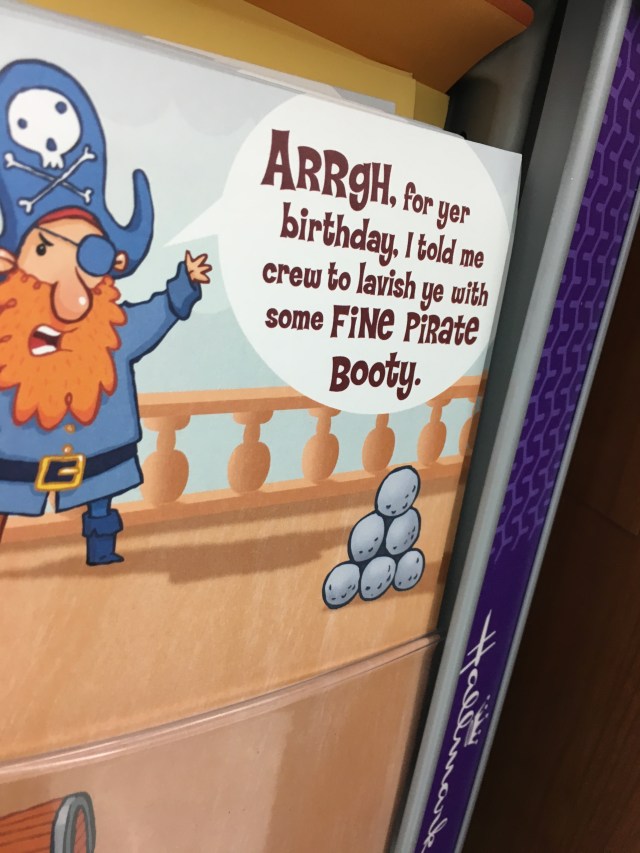 ARRgH, for yer
birthday, I told me
crew to lavish ye with
some FiNe PiRate
Booty.
Hallmark